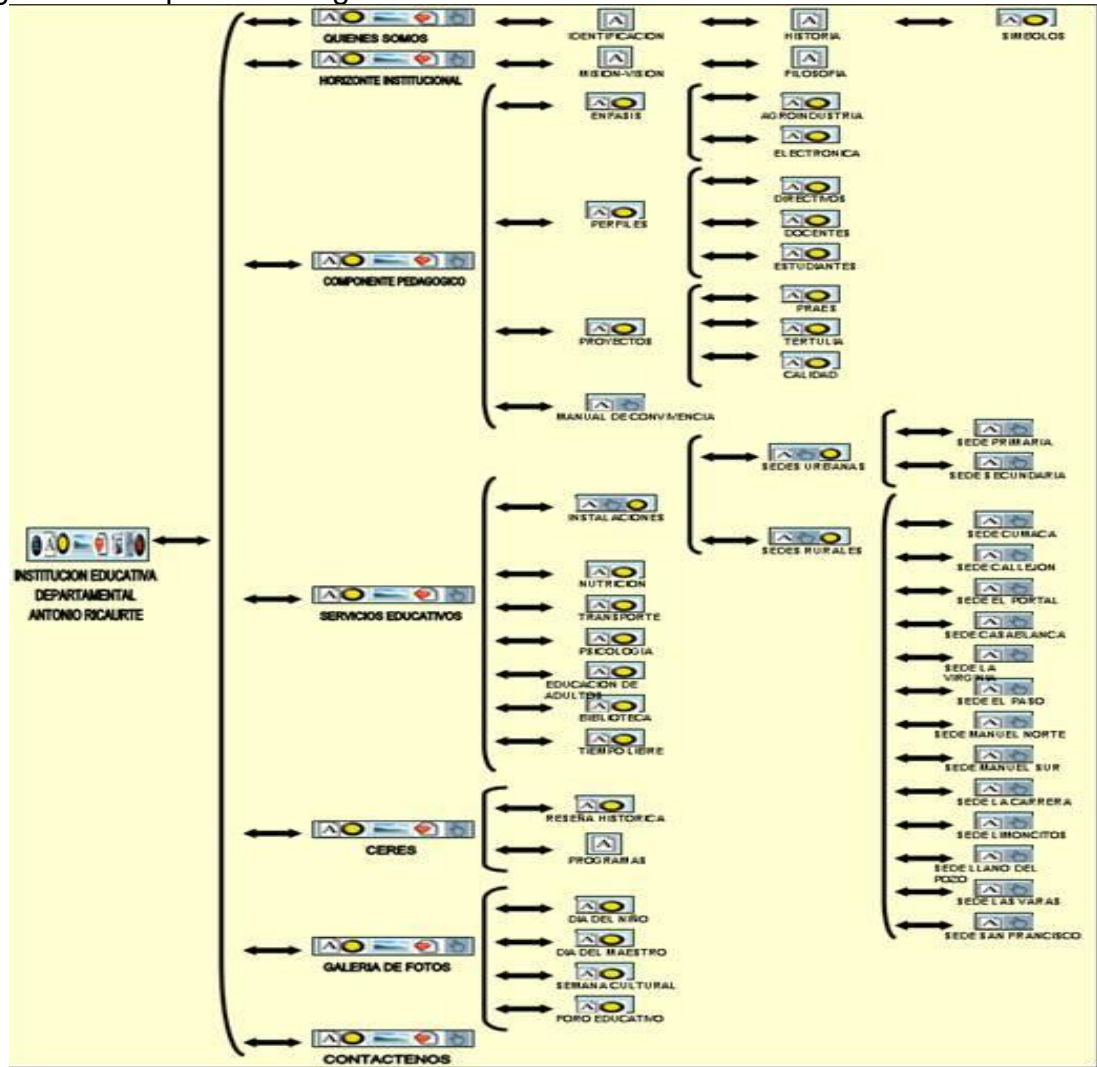 QUIENES SOMOS
IDENTIFICACION
HISTORIA
SIMBOLOS
HORIZONTE INSTITUCIONAL
MISION-VISION
FILOSOFIA
COMPONENTE PEDAGOGICO
ENFASIS
AGROINDUSTRIA
ELECTRONICA
PERFILES
DIRECTIVOS
DOCENTES
ESTUDIANTES
PROYECTOS
PRAES
TERTULIA
CALIDAD
MANUAL DE CONVIVENCIA
INSTITUCION EDUCATIVA
DEPARTAMENTAL
ANTONIO RICAURTE
SERVICIOS EDUCATIVOS
INSTALACIONES
SEDES URBANAS
SEDE PRIMARIA
SEDE SECUNDARIA
SEDES RURALES
SEDE CUMACA
SEDE CALLEJON
SEDE EL PORTAL
SEDE CASABLANCA
SEDE LA
VIRGINIA
SEDE EL PASO
SEDE MANUEL NORTE
SEDE MANUEL SUR
SEDE LA CARRERA
SEDE LIMONCITOS
SEDE LLANO DEL
POZO
SEDE LAS VARAS
SEDE SAN FRANCISCO
NUTRICION
TRANSPORTE
PSICOLOGIA
EDUCACION DE
ADULTOS
BIBLIOTECA
TIEMPO LIBRE
CERES
RESEÑA HISTORICA
PROGRAMAS
GALERIA DE FOTOS
DIA DEL NIÑO
DIA DEL MAESTRO
SEMANA CULTURAL
FORO EDUCATIVO
CONTACTENOS